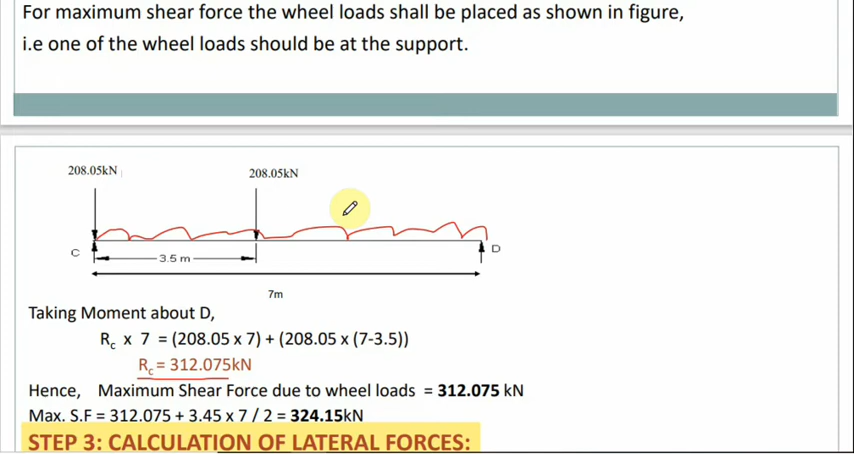 For maximum shear force the wheel loads shall be placed as shown in figure,
i.e one of the wheel loads should be at the support.
208.05kN 208.05kN
C 3.5 m D
7m
Taking Moment about D,
Rc x 7 = (208.05 x 7) + (208.05 x (7-3.5))
Rc = 312.075kN
Hence, Maximum Shear Force due to wheel loads = 312.075 kN
Max. S.F = 312.075 + 3.45 x 7 / 2 = 324.15kN
STEP 3: CALCULATION OF LATERAL FORCES: